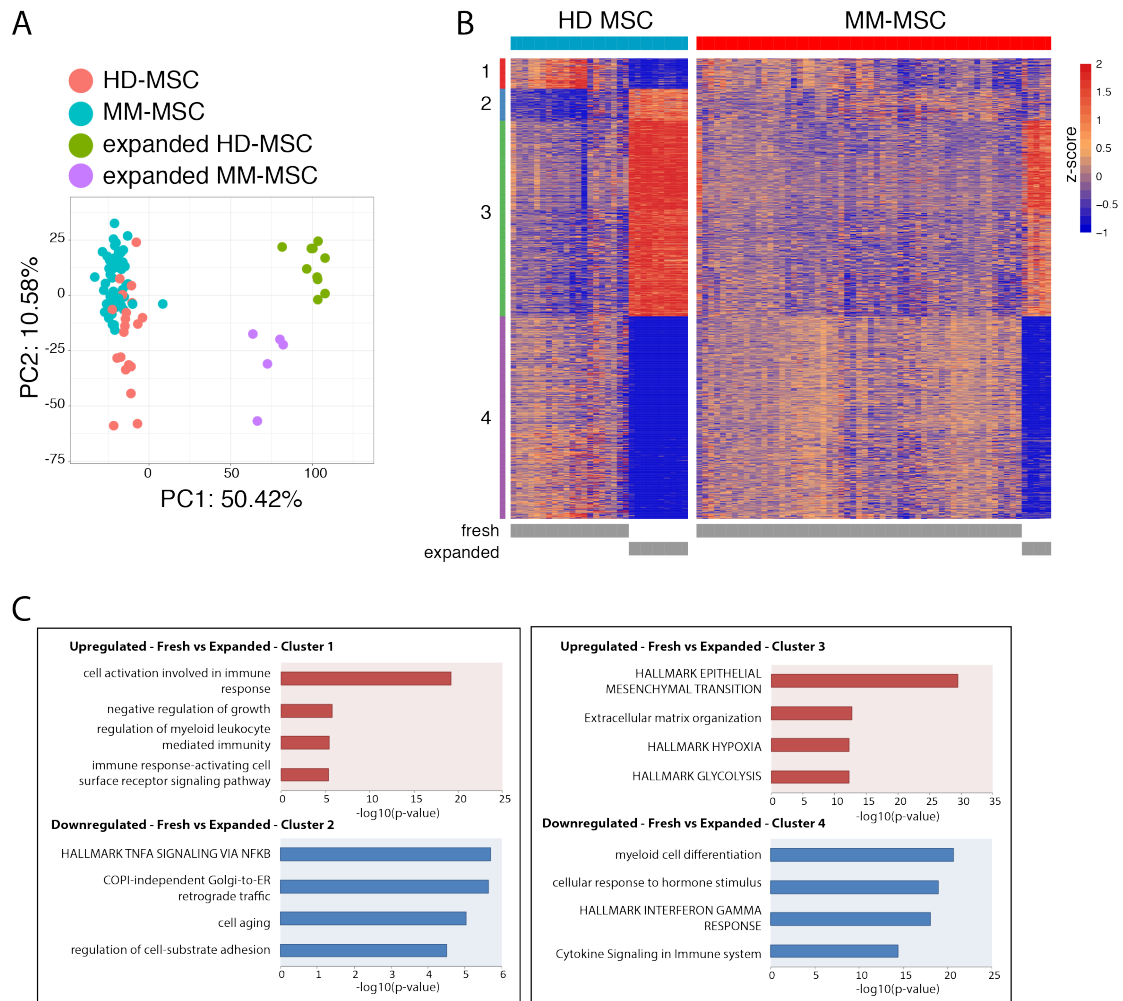 A
HD-MSC
MM-MSC
expanded HD-MSC
expanded MM-MSC
25
0
-25
-50
-75
PC2: 10.58%
0
50
100
PC1: 50.42%
B
HD MSC
MM-MSC
1
2
3
4
fresh
expanded
2
1.5
1
0.5
0
−0.5
−1
z-score
C
Upregulated - Fresh vs Expanded - Cluster 1
cell activation involved in immune
response
negative regulation of growth
regulation of myeloid leukocyte
mediated immunity
immune response-activating cell
surface receptor signaling pathway
0 5 10 15 20 25
-log10(p-value)
Downregulated - Fresh vs Expanded - Cluster 2
HALLMARK TNFA SIGNALING VIA NFKB
COPI-independent Golgi-to-ER
retrograde traffic
cell aging
regulation of cell-substrate adhesion
0 1 2 3 4 5 6
-log10(p-value)
Upregulated - Fresh vs Expanded - Cluster 3
HALLMARK EPITHELIAL
MESENCHYMAL TRANSITION
Extracellular matrix organization
HALLMARK HYPOXIA
HALLMARK GLYCOLYSIS
0 5 10 15 20 25 30 35
-log10(p-value)
Downregulated - Fresh vs Expanded - Cluster 4
myeloid cell differentiation
cellular response to hormone stimulus
HALLMARK INTERFERON GAMMA
RESPONSE
Cytokine Signaling in Immune system
0 5 10 15 20 25
-log10(p-value)